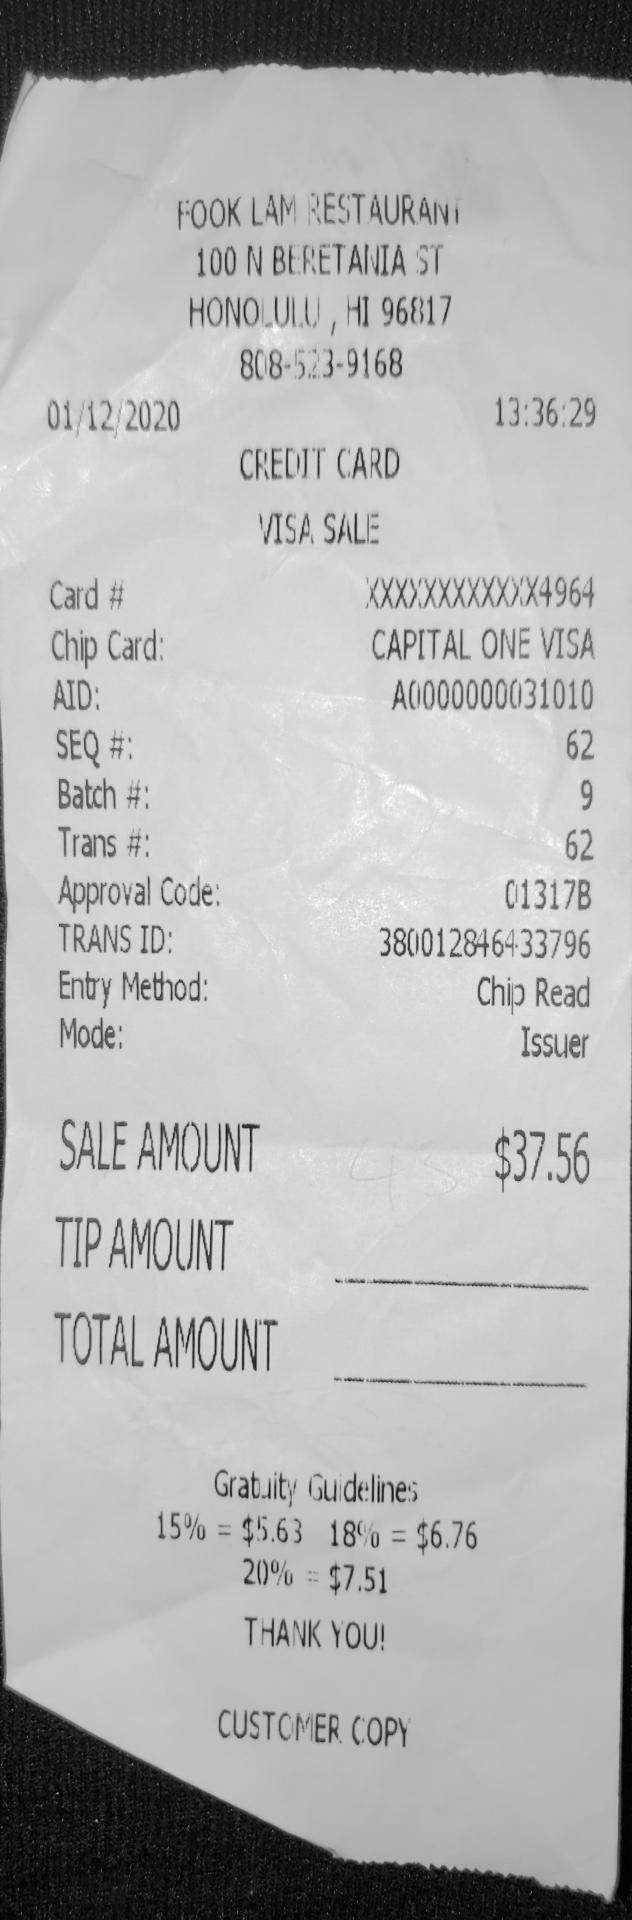 FOOK LAM RESTAURANT
100 N BERETANIA ST
HONOLULU , HI 96817
808-523-9168
01/12/2020 13:36:29
CREDIT CARD
VISA SALE
Card # XXXXXXXXXXXX4964
Chip Card: CAPITAL ONE VISA
AID: A0000000031010
SEQ #: 62
Batch #: 9
Trans #: 62
Approval Code: 01317B
TRANS ID: 380012846433796
Entry Method: Chip Read
Mode: Issuer
SALE AMOUNT $37.56
TIP AMOUNT
TOTAL AMOUNT
Gratuity Guidelines
15% = $5.63 18% = $6.76
20% = $7.51
THANK YOU!
CUSTOMER COPY